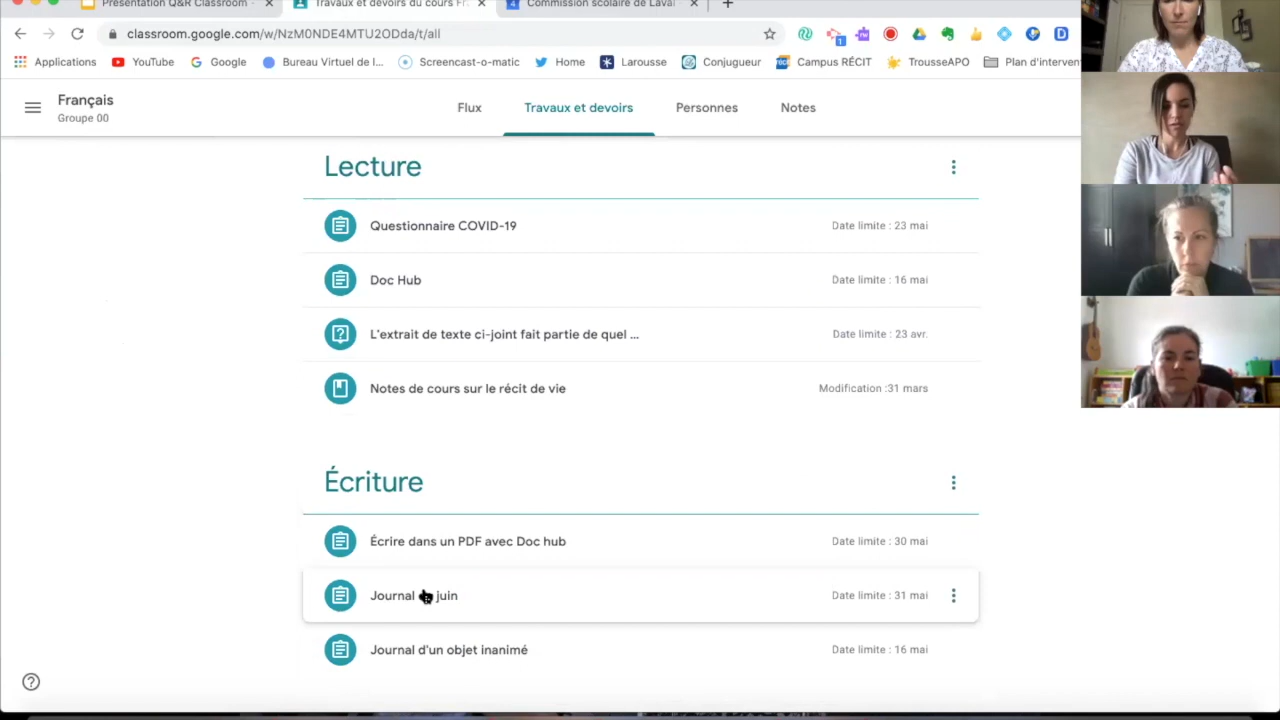 Présentation Q&R Classroom -
Travaux et devoirs du cours Fr
Commission scolaire de Laval
classroom.google.com/w/NzM0NDE4MTU2ODda/t/all
1
Applications
YouTube
Google
Bureau Virtuel de l...
Screencast-o-matic
Home
Larousse
Conjugueur
Campus RÉCIT
TrousseAPO
Plan d'interven
Français
Groupe 00
Flux
Travaux et devoirs
Personnes
Notes
Lecture
Questionnaire COVID-19
Date limite : 23 mai
Doc Hub
Date limite : 16 mai
L'extrait de texte ci-joint fait partie de quel ...
Date limite : 23 avr.
Notes de cours sur le récit de vie
Modification :31 mars
Écriture
Écrire dans un PDF avec Doc hub
Date limite : 30 mai
Journal juin
Date limite : 31 mai
Journal d'un objet inanimé
Date limite : 16 mai